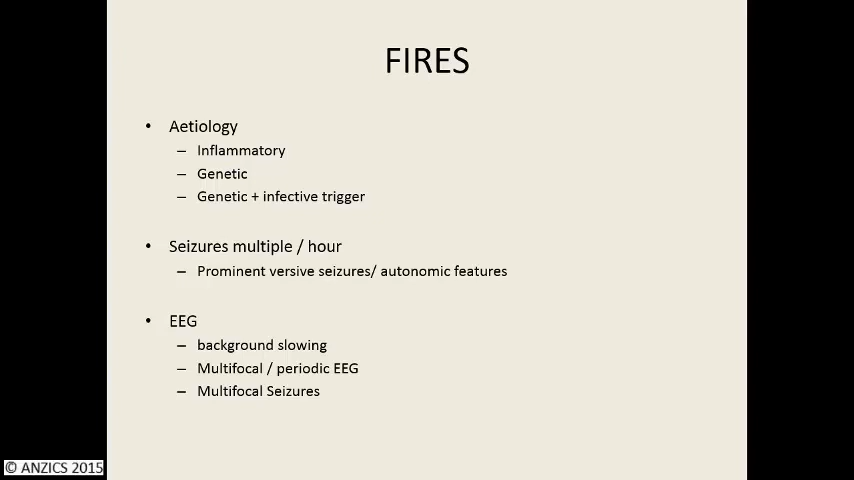 FIRES
• Aetiology
– Inflammatory
– Genetic
– Genetic + infective trigger
• Seizures multiple / hour
– Prominent versive seizures/ autonomic features
• EEG
– background slowing
– Multifocal / periodic EEG
– Multifocal Seizures
© ANZICS 2015